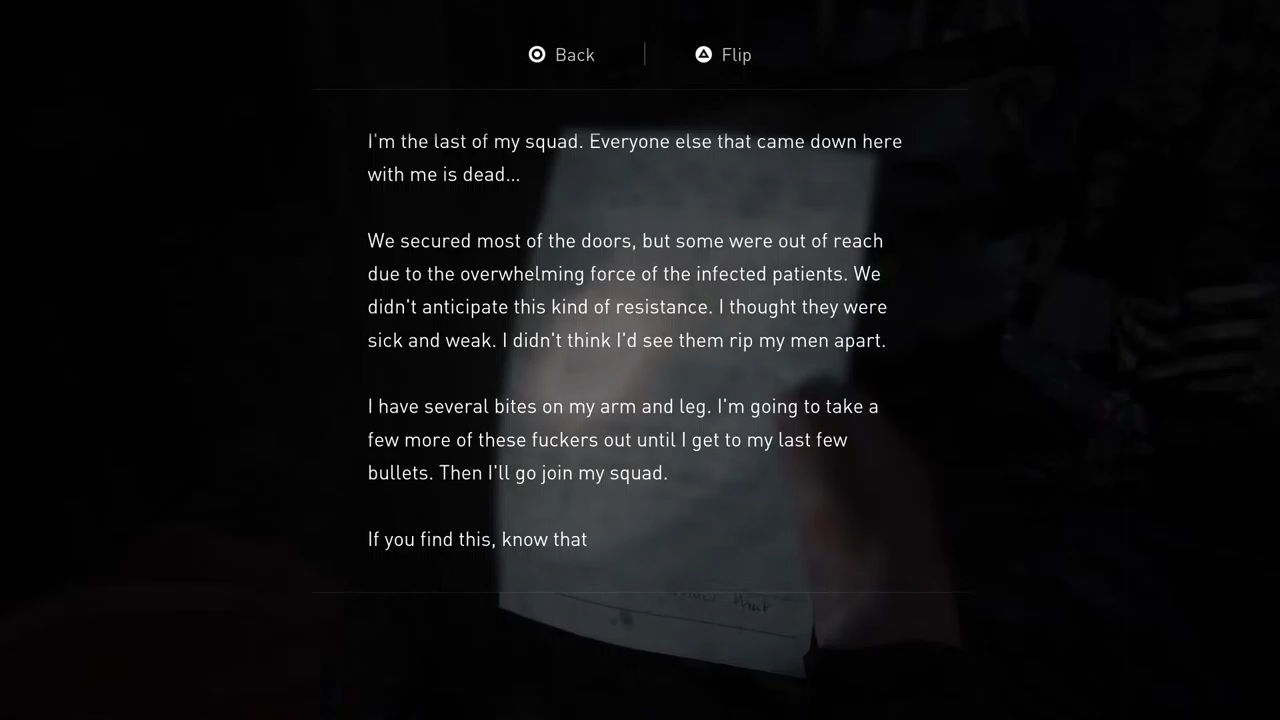 Back
Flip
I'm the last of my squad. Everyone else that came down here
with me is dead...
We secured most of the doors, but some were out of reach
due to the overwhelming force of the infected patients. We
didn't anticipate this kind of resistance. I thought they were
sick and weak. I didn't think I'd see them rip my men apart.
I have several bites on my arm and leg. I'm going to take a
few more of these fuckers out until I get to my last few
bullets. Then I'll go join my squad.
If you find this, know that
that